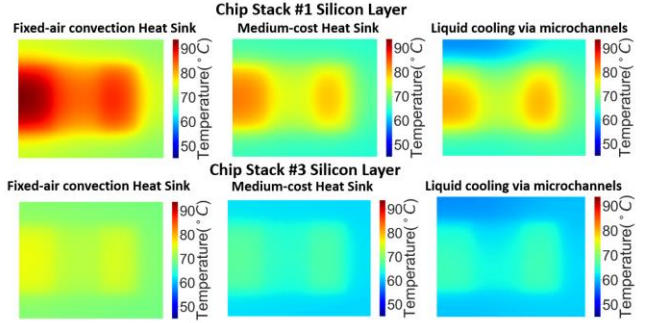 Chip Stack #1 Silicon Layer
Fixed-air convection Heat Sink
Medium-cost Heat Sink
Liquid cooling via microchannels
90
80
70
60
50
Temperature(°C)
90
80
70
60
50
Temperature(°C)
90
80
70
60
50
Temperature(°C)
Chip Stack #3 Silicon Layer
Fixed-air convection Heat Sink
Medium-cost Heat Sink
Liquid cooling via microchannels
90
80
70
60
50
Temperature(°C)
90
80
70
60
50
Temperature(°C)
90
80
70
60
50
Temperature(°C)